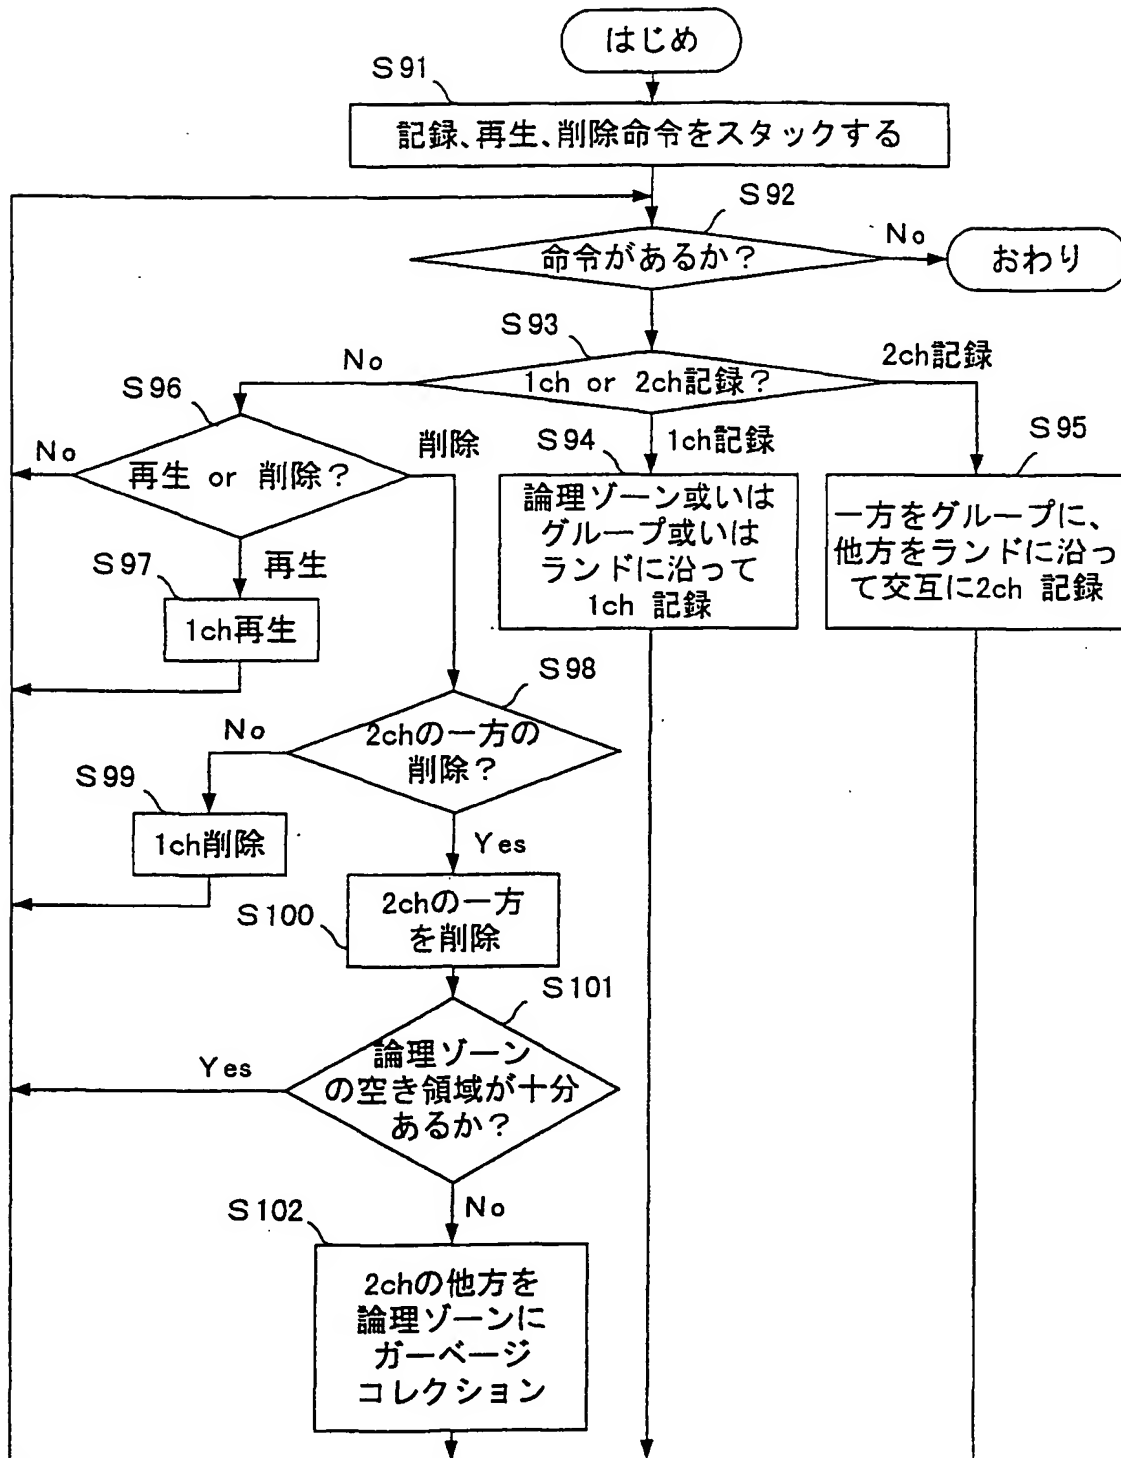 はじめ
S91
記録、再生、削除命令をスタックする
S92
命令があるか？
No
おわり
S93
1ch or 2ch記録？
No
2ch記録
S96
再生 or 削除？
No
削除
S94
1ch記録
論理ゾーン或いは
グループ或いは
ランドに沿って
1ch 記録
S95
一方をグループに、
他方をランドに沿っ
て交互に2ch 記録
S97
再生
1ch再生
S98
2chの一方の
削除？
No
S99
1ch削除
Yes
S100
2chの一方
を削除
S101
論理ゾーン
の空き領域が十分
あるか？
Yes
No
S102
2chの他方を
論理ゾーンに
ガーベージ
コレクション